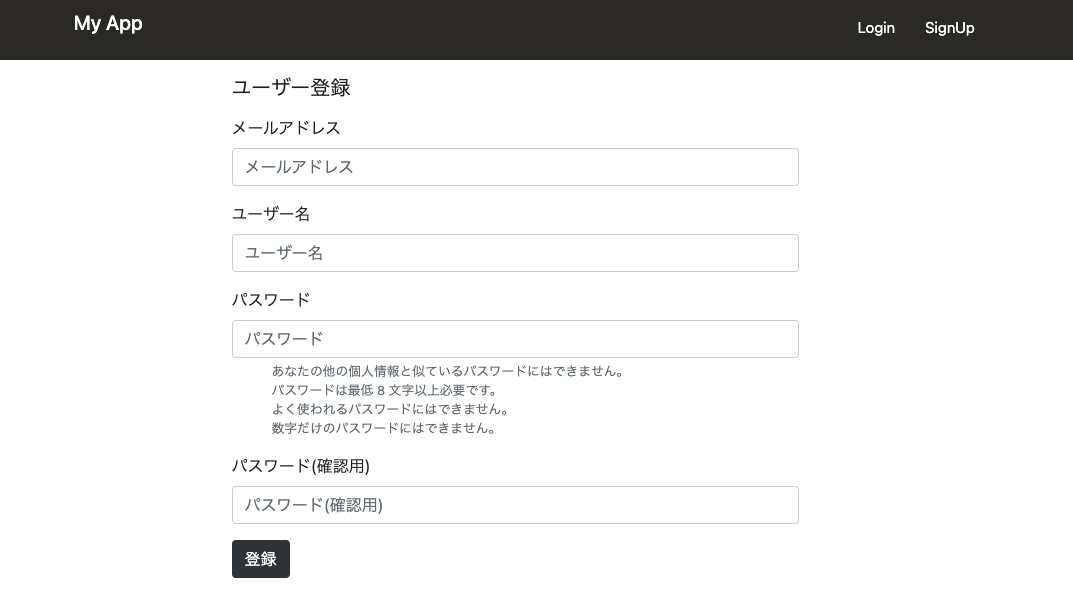 My App
Login SignUp
ユーザー登録
メールアドレス
メールアドレス
ユーザー名
ユーザー名
パスワード
パスワード
あなたの他の個人情報と似ているパスワードにはできません。
パスワードは最低 8 文字以上必要です。
よく使われるパスワードにはできません。
数字だけのパスワードにはできません。
パスワード(確認用)
パスワード(確認用)
登録